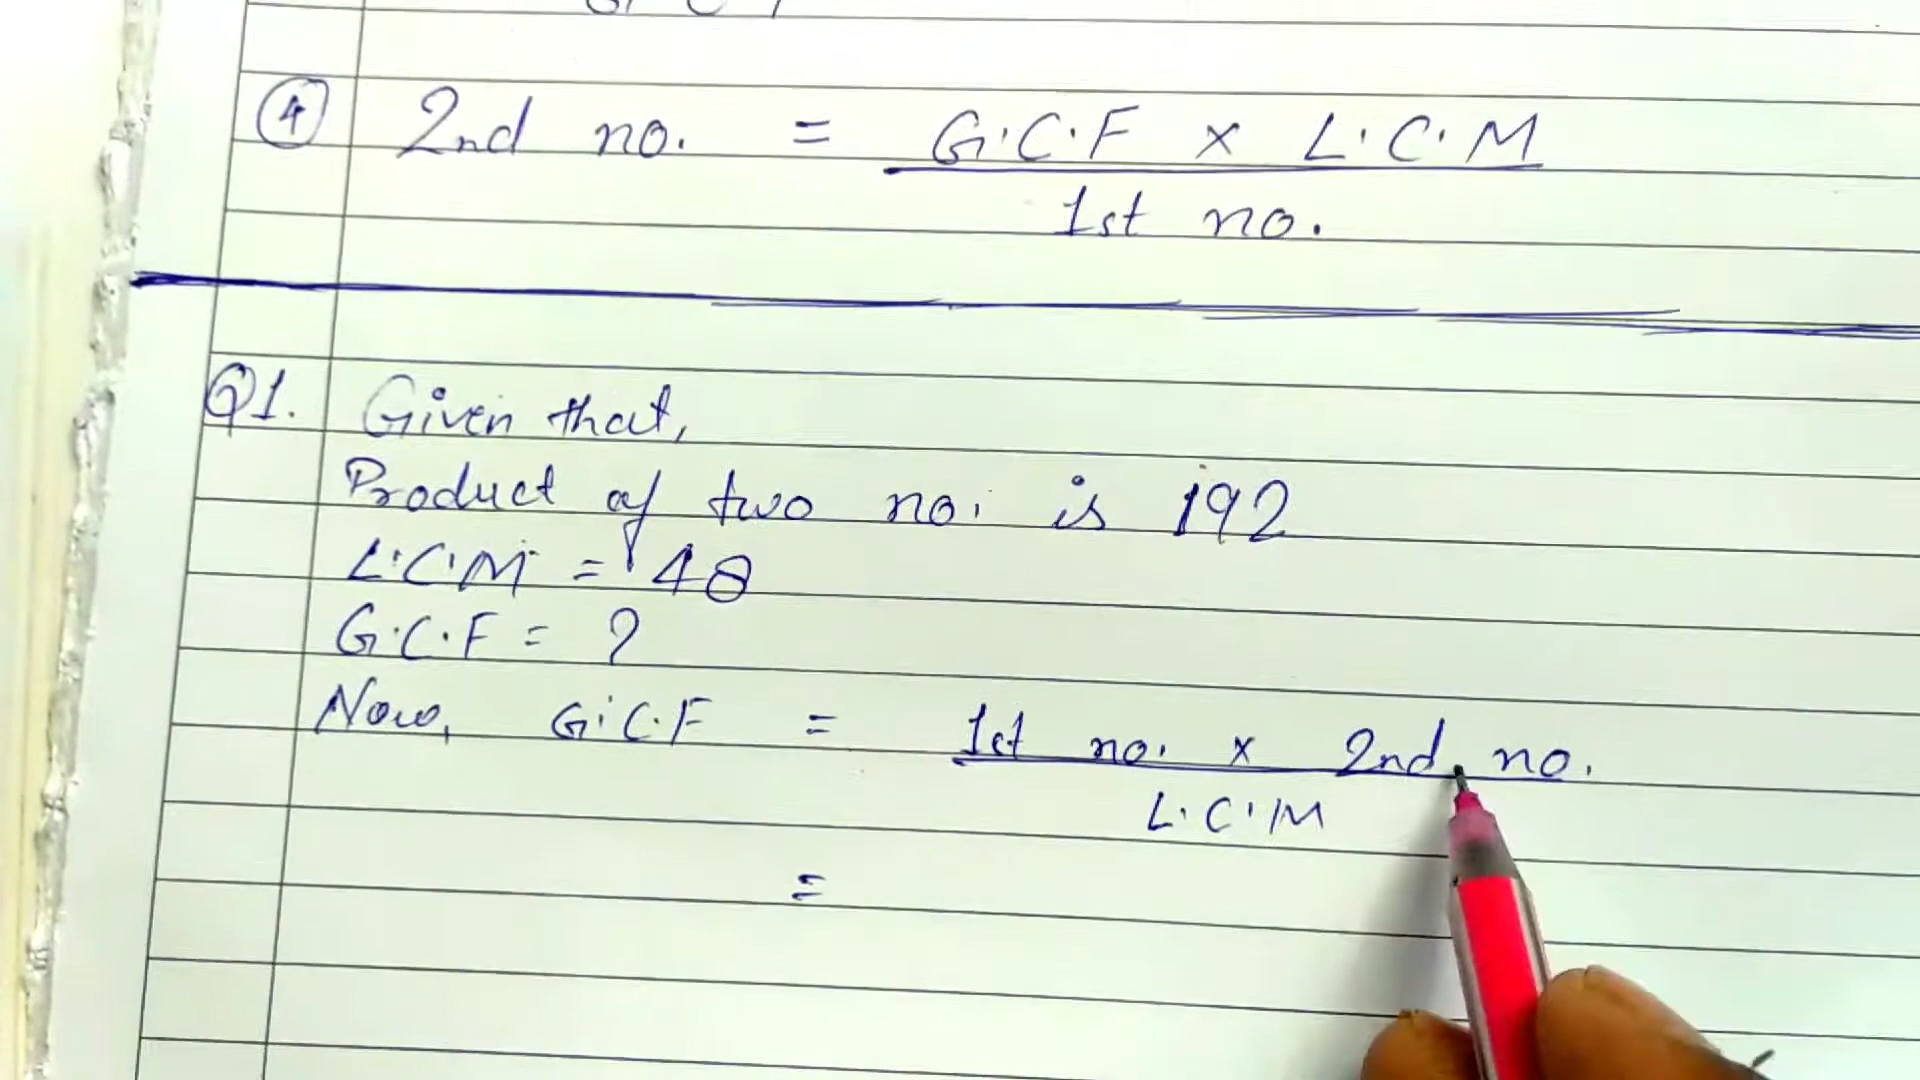 ④ 2nd no. = G.C.F x L.C.M
1st no.
Q1. Given that,
Product of two no. is 192
L.C.M = 48
G.C.F = ?
Now, G.C.F = 1st no. x 2nd no.
L.C.M
=